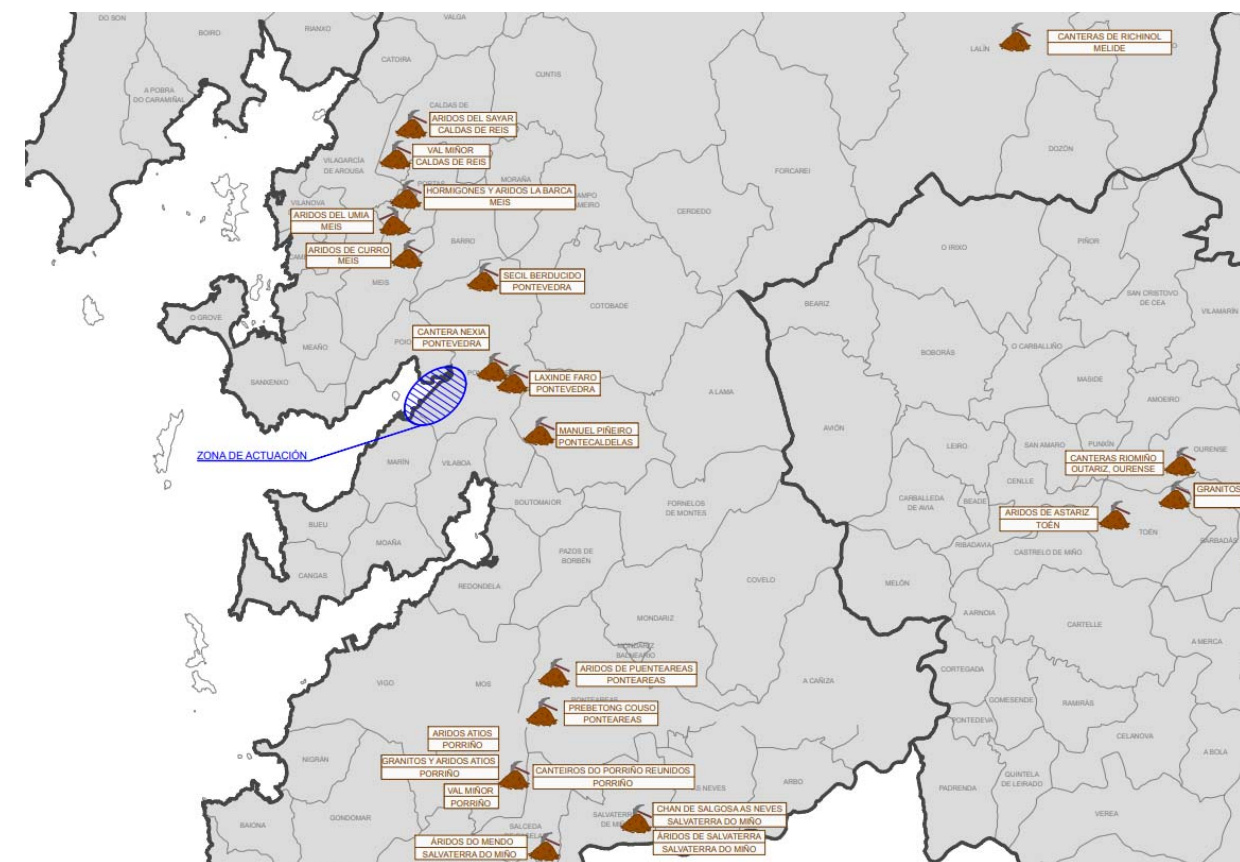 DO SON
BOIRO
RIANXO
VALGA
CATOIRA
LALÍN
CANTERAS DE RICHINOL
MELIDE
A POBRA
DO CARAMIÑAL
CUNTIS
CALDAS DE
ARIDOS DEL SAYAR
CALDAS DE REIS
VAL MIÑOR
CALDAS DE REIS
VILAGARCÍA
DE AROUSA
DOZÓN
FORCAREI
MORAÑA
HORMIGONES Y ARIDOS LA BARCA
MEIS
VILANOVA
ARIDOS DEL UMIA
MEIS
CERDEDO
BARRO
ARIDOS DE CURRO
MEIS
MEIS
O IRIXO
PIÑOR
SECIL BERDUCIDO
PONTEVEDRA
COTOBADE
BEARIZ
SAN CRISTOVO
DE CEA
VILAMARÍN
O GROVE
CANTERA NEXIA
PONTEVEDRA
MEAÑO
BOBORÁS
O CARBALLIÑO
SANXENXO
LAXINDE FARO
PONTEVEDRA
MASIDE
A LAMA
AMOEIRO
AVIÓN
MANUEL PIÑEIRO
PONTECALDELAS
ZONA DE ACTUACIÓN
MARÍN
VILABOA
LEIRO
SAN AMARO
PUNXÍN
OURENSE
CANTERAS RIOMIÑO
OUTARIZ, OURENSE
CENLLE
GRANITOS
SOUTOMAIOR
FORNELOS
DE MONTES
CARBALLEDA
DE AVIA
BEADE
ARIDOS DE ASTARIZ
TOÉN
TOÉN
BARBADÁS
BUEU
MOAÑA
RIBADAVIA
CASTRELO DE MIÑO
PAZOS DE
BORBÉN
CANGAS
REDONDELA
COVELO
MELÓN
A ARNOIA
CARTELLE
MONDARIZ
A MERCA
MONDARIZ
BALNEARIO
ARIDOS DE PUENTEAREAS
PONTEAREAS
CORTEGADA
VIGO
MOS
A CAÑIZA
GOMESENDE
RAMIRÁS
PONTEAREAS
PREBETONG COUSO
PONTEAREAS
PONTEDEVA
CELANOVA
ARIDOS ATIOS
PORRIÑO
A BOLA
NIGRÁN
GRANITOS Y ARIDOS ATIOS
PORRIÑO
CANTEIROS DO PORRIÑO REUNIDOS
PORRIÑO
VAL MIÑOR
PORRIÑO
AS NEVES
ARBO
QUINTELA
DE LEIRADO
PADRENDA
VEREA
CHAN DE SALGOSA AS NEVES
SALVATERRA DO MIÑO
BAIONA
GONDOMAR
SALCEDA
ÁRIDOS DE SALVATERRA
SALVATERRA DO MIÑO
ÁRIDOS DO MENDO
SALVATERRA DO MIÑO